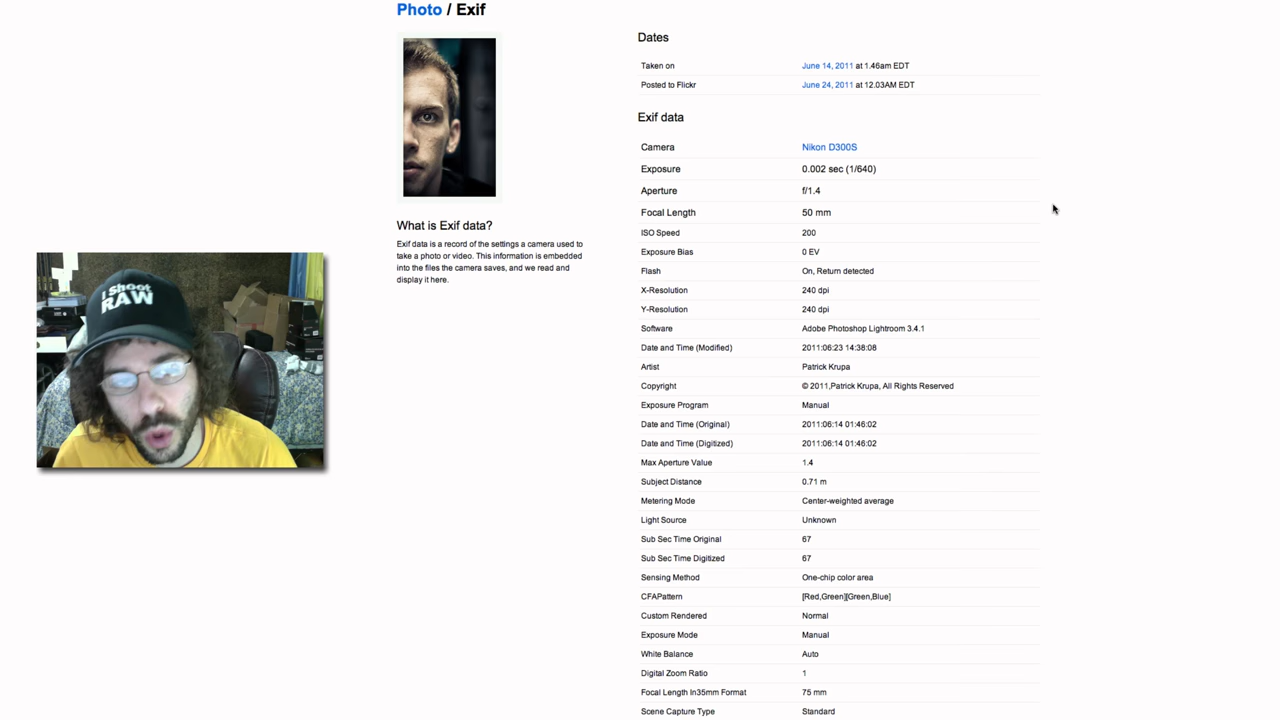 Photo / Exif
What is Exif data?
Exif data is a record of the settings a camera used to
take a photo or video. This information is embedded
into the files the camera saves, and we read and
display it here.
I shoot
RAW
Dates
Taken on June 14, 2011 at 1.46am EDT
Posted to Flickr June 24, 2011 at 12.03AM EDT
Exif data
Camera Nikon D300S
Exposure 0.002 sec (1/640)
Aperture f/1.4
Focal Length 50 mm
ISO Speed 200
Exposure Bias 0 EV
Flash On, Return detected
X-Resolution 240 dpi
Y-Resolution 240 dpi
Software Adobe Photoshop Lightroom 3.4.1
Date and Time (Modified) 2011:06:23 14:38:08
Artist Patrick Krupa
Copyright © 2011,Patrick Krupa, All Rights Reserved
Exposure Program Manual
Date and Time (Original) 2011:06:14 01:46:02
Date and Time (Digitized) 2011:06:14 01:46:02
Max Aperture Value 1.4
Subject Distance 0.71 m
Metering Mode Center-weighted average
Light Source Unknown
Sub Sec Time Original 67
Sub Sec Time Digitized 67
Sensing Method One-chip color area
CFAPattern [Red,Green][Green,Blue]
Custom Rendered Normal
Exposure Mode Manual
White Balance Auto
Digital Zoom Ratio 1
Focal Length In35mm Format 75 mm
Scene Capture Type Standard